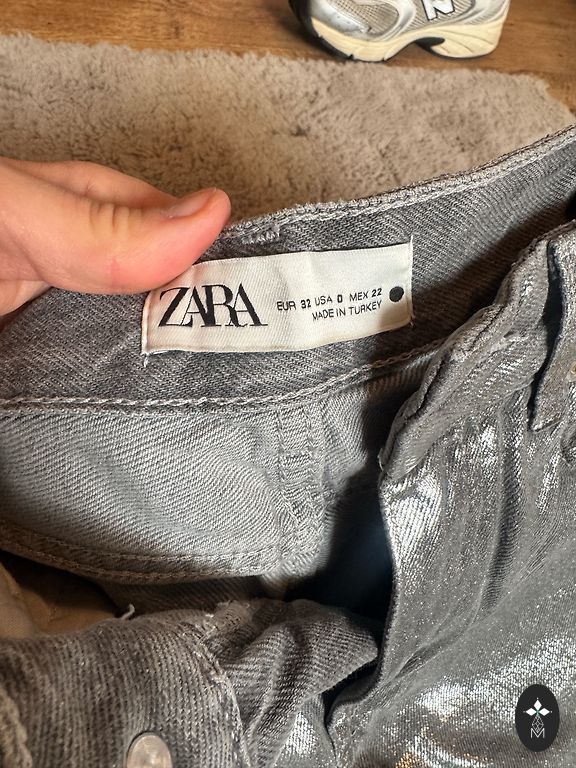 ZARA
EUR 32 USA 0 MEX 22
MADE IN TURKEY
N
M